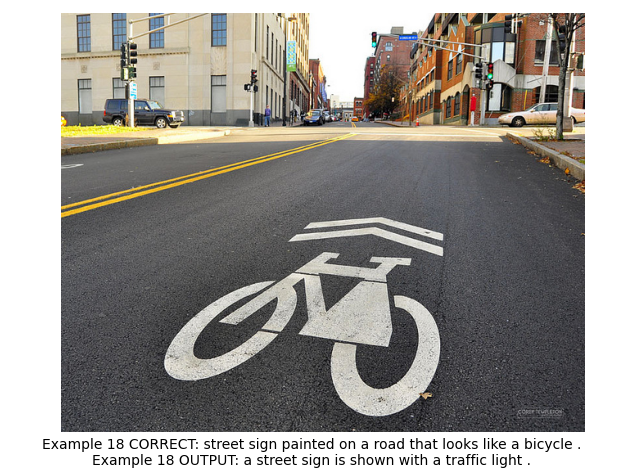 Example 18 CORRECT: street sign painted on a road that looks like a bicycle .
Example 18 OUTPUT: a street sign is shown with a traffic light .